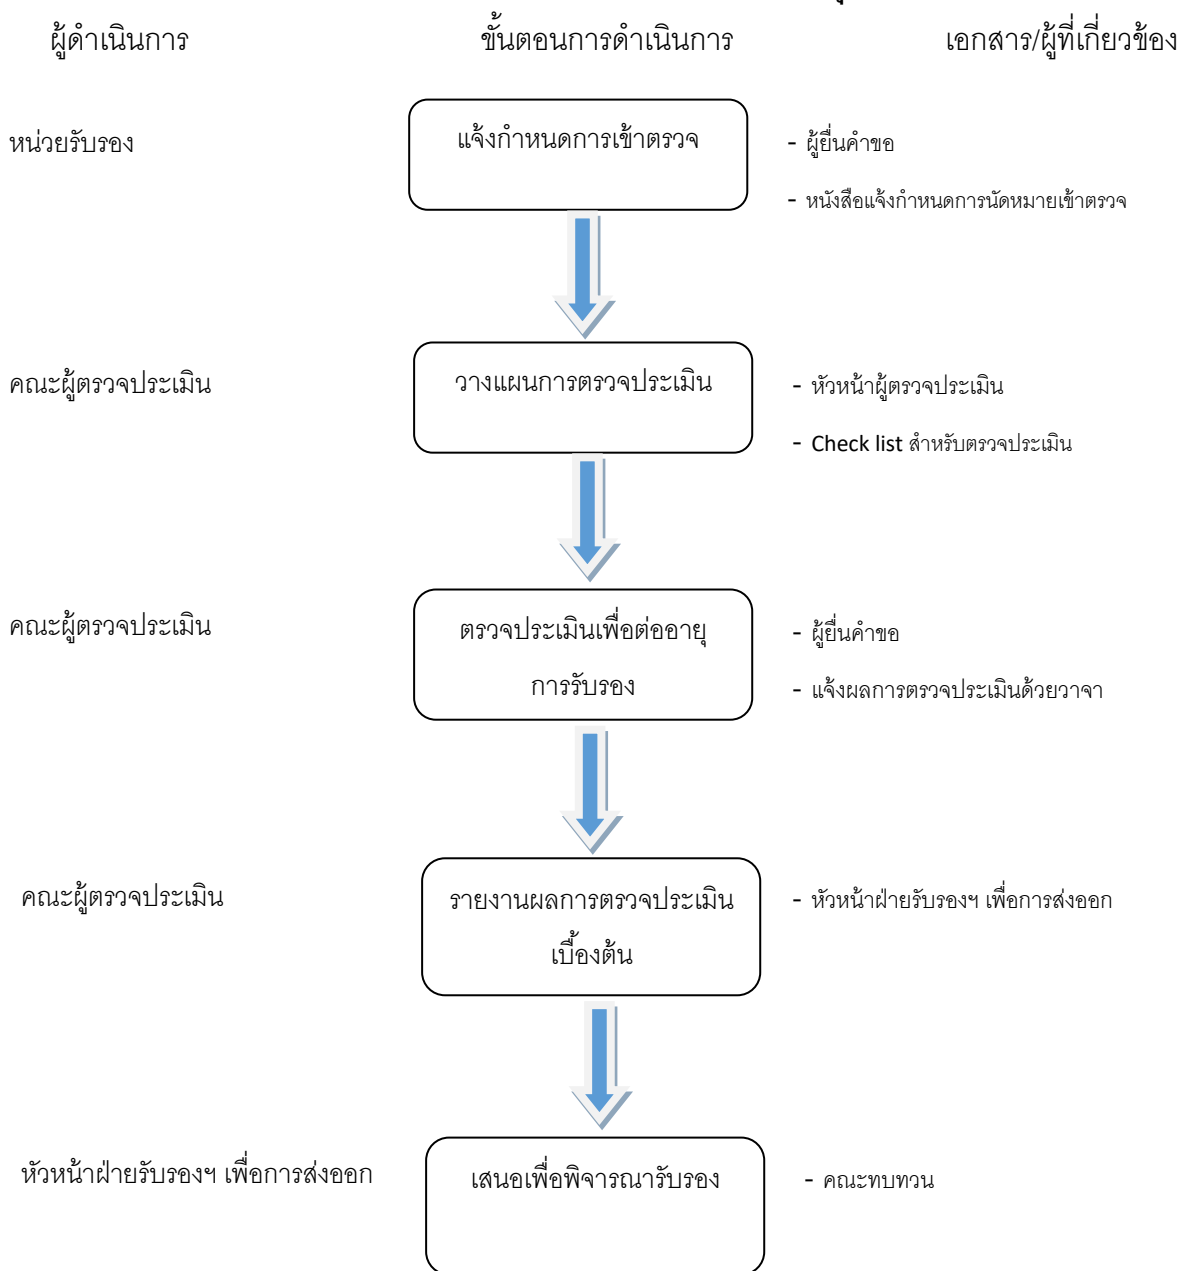 ผู้ดำเนินการ ขั้นตอนการดำเนินการ เอกสาร/ผู้ที่เกี่ยวข้อง
หน่วยรับรอง
แจ้งกำหนดการเข้าตรวจ
- ผู้ยื่นคำขอ
- หนังสือแจ้งกำหนดการนัดหมายเข้าตรวจ
คณะผู้ตรวจประเมิน
วางแผนการตรวจประเมิน
- หัวหน้าผู้ตรวจประเมิน
- Check list สำหรับตรวจประเมิน
คณะผู้ตรวจประเมิน
ตรวจประเมินเพื่อต่ออายุ
การรับรอง
- ผู้ยื่นคำขอ
- แจ้งผลการตรวจประเมินด้วยวาจา
คณะผู้ตรวจประเมิน
รายงานผลการตรวจประเมิน
เบื้องต้น
- หัวหน้าฝ่ายรับรองฯ เพื่อการส่งออก
หัวหน้าฝ่ายรับรองฯ เพื่อการส่งออก
เสนอเพื่อพิจารณารับรอง
- คณะทบทวน